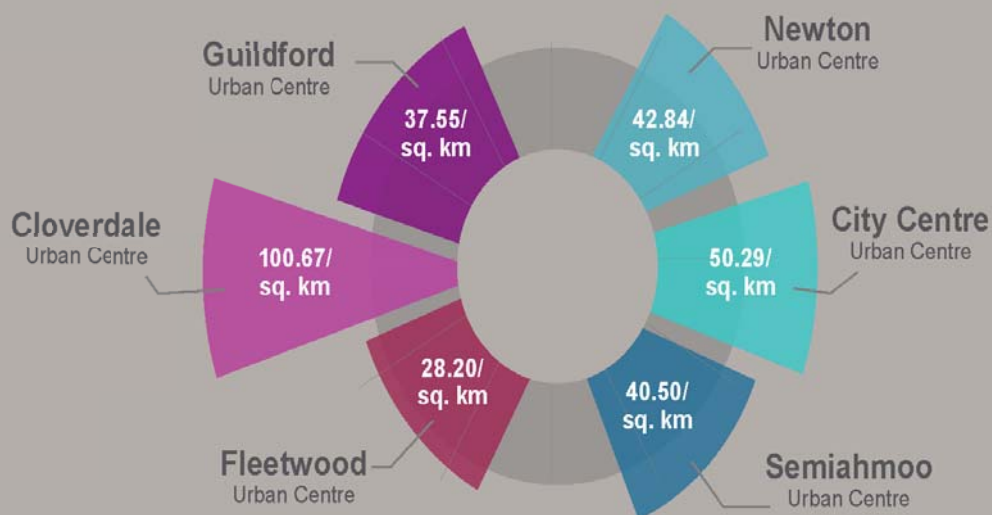 Guildford
Urban Centre
37.55/
sq. km
Newton
Urban Centre
42.84/
sq. km
Cloverdale
Urban Centre
100.67/
sq. km
City Centre
Urban Centre
50.29/
sq. km
Fleetwood
Urban Centre
28.20/
sq. km
Semiahmoo
Urban Centre
40.50/
sq. km